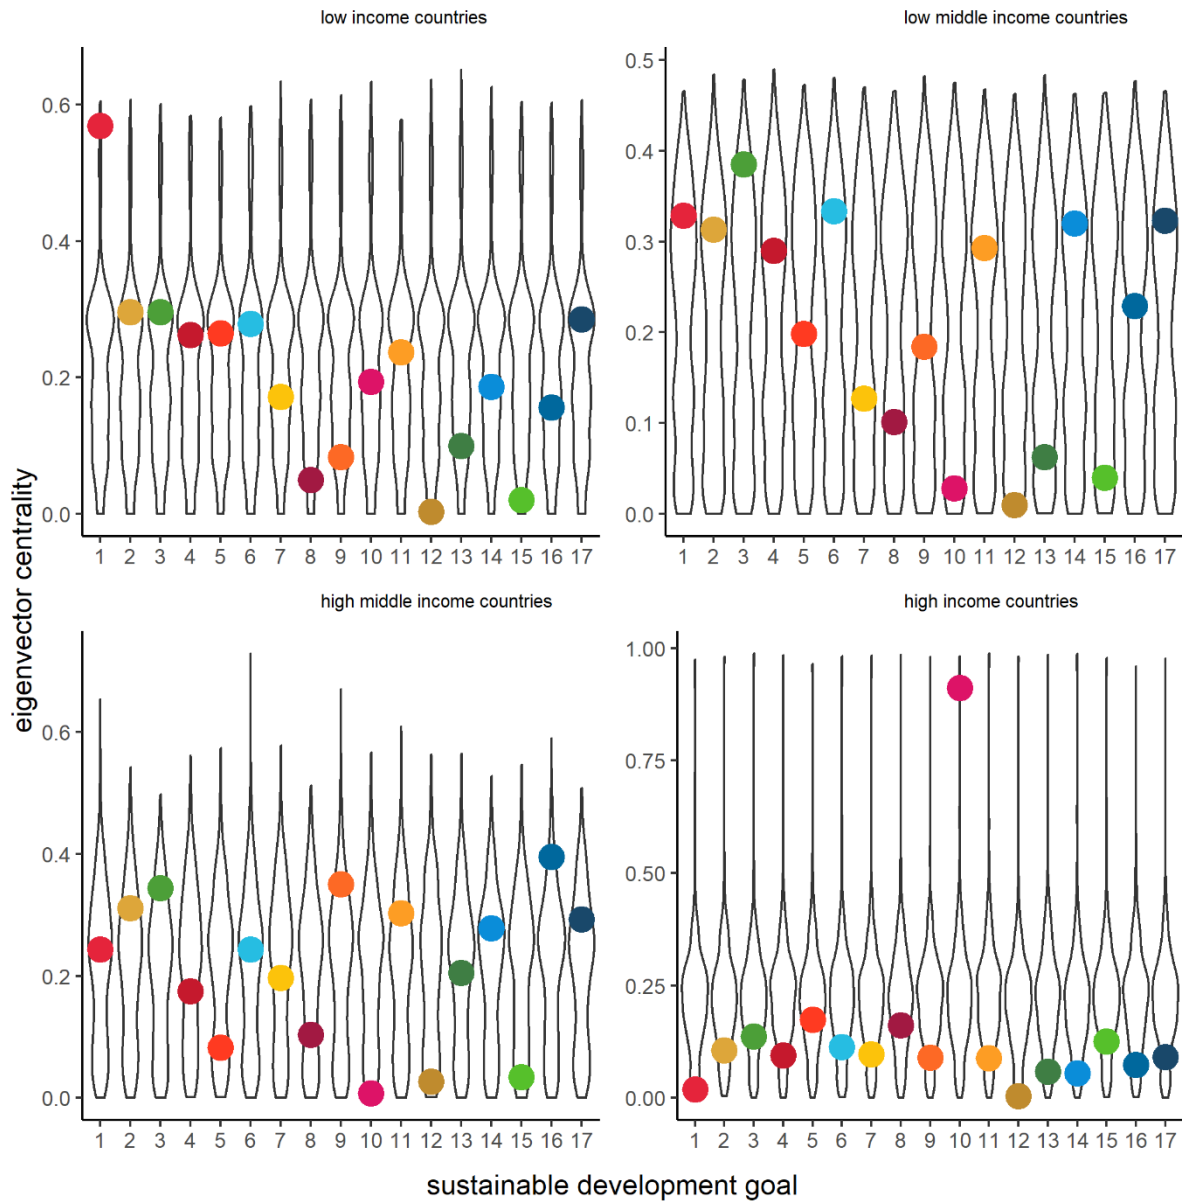 low income countries
low middle income countries
0.6
0.4
0.2
0.0
1 2 3 4 5 6 7 8 9 10 11 12 13 14 15 16 17
0.5
0.4
0.3
0.2
0.1
0.0
1 2 3 4 5 6 7 8 9 10 11 12 13 14 15 16 17
eigenvector centrality
high middle income countries
high income countries
0.6
0.4
0.2
0.0
1 2 3 4 5 6 7 8 9 10 11 12 13 14 15 16 17
1.00
0.75
0.50
0.25
0.00
1 2 3 4 5 6 7 8 9 10 11 12 13 14 15 16 17
sustainable development goal